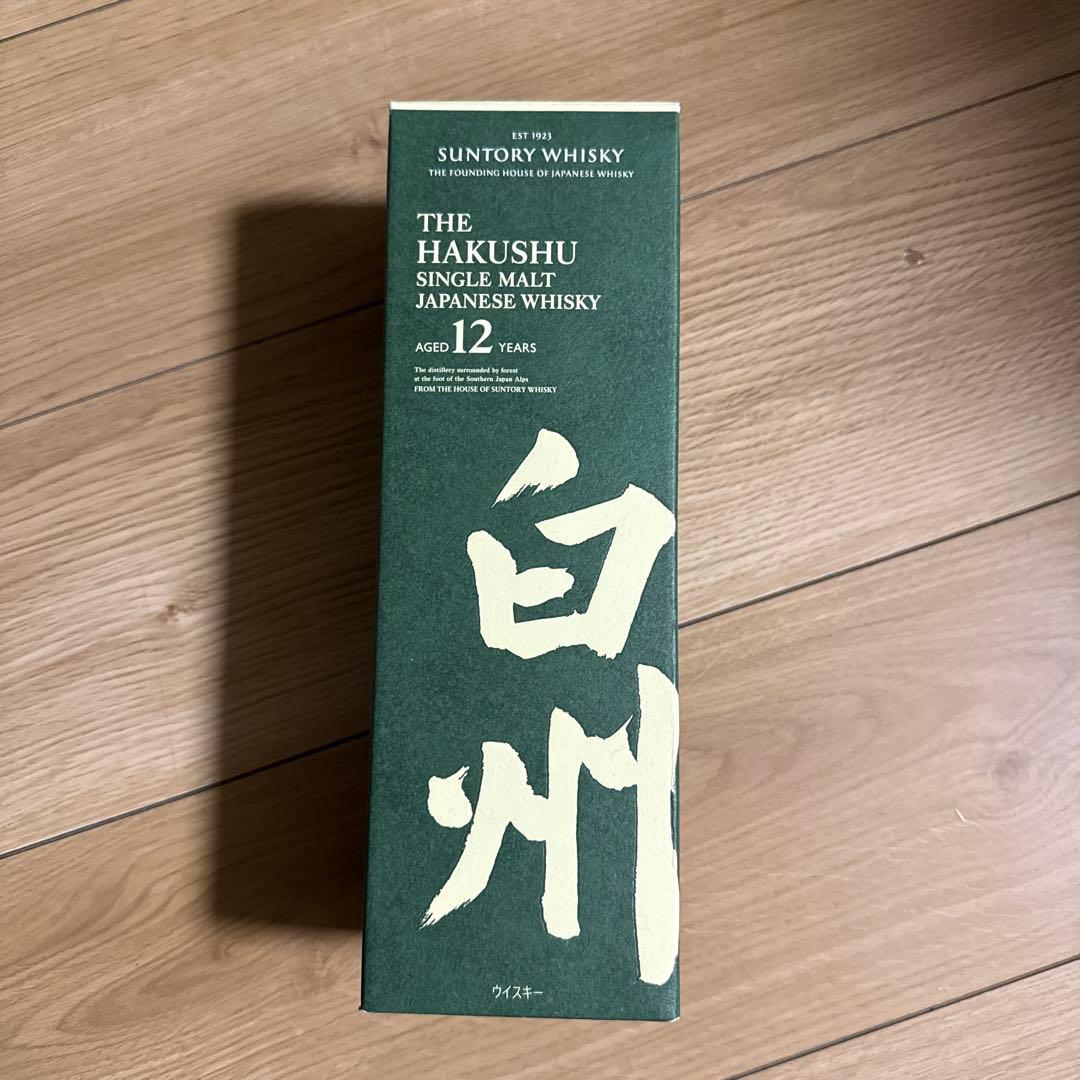 EST 1923
SUNTORY WHISKY
THE FOUNDING HOUSE OF JAPANESE WHISKY
THE
HAKUSHU
SINGLE MALT
JAPANESE WHISKY
AGED 12 YEARS
The distillery surrounded by forest
at the foot of the Southern Japan Alps
FROM THE HOUSE OF SUNTORY WHISKY
白
州
ウイスキー